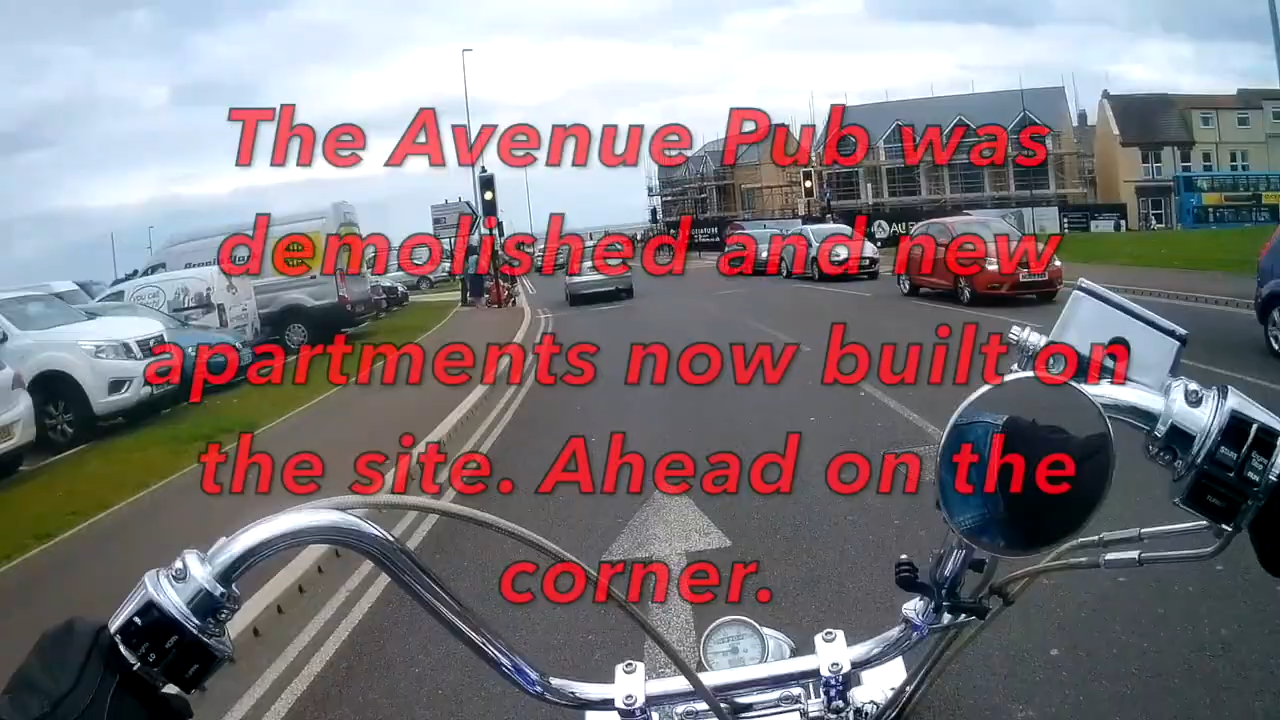 The Avenue Pub was
demolished and new
apartments now built on
the site. Ahead on the
corner.